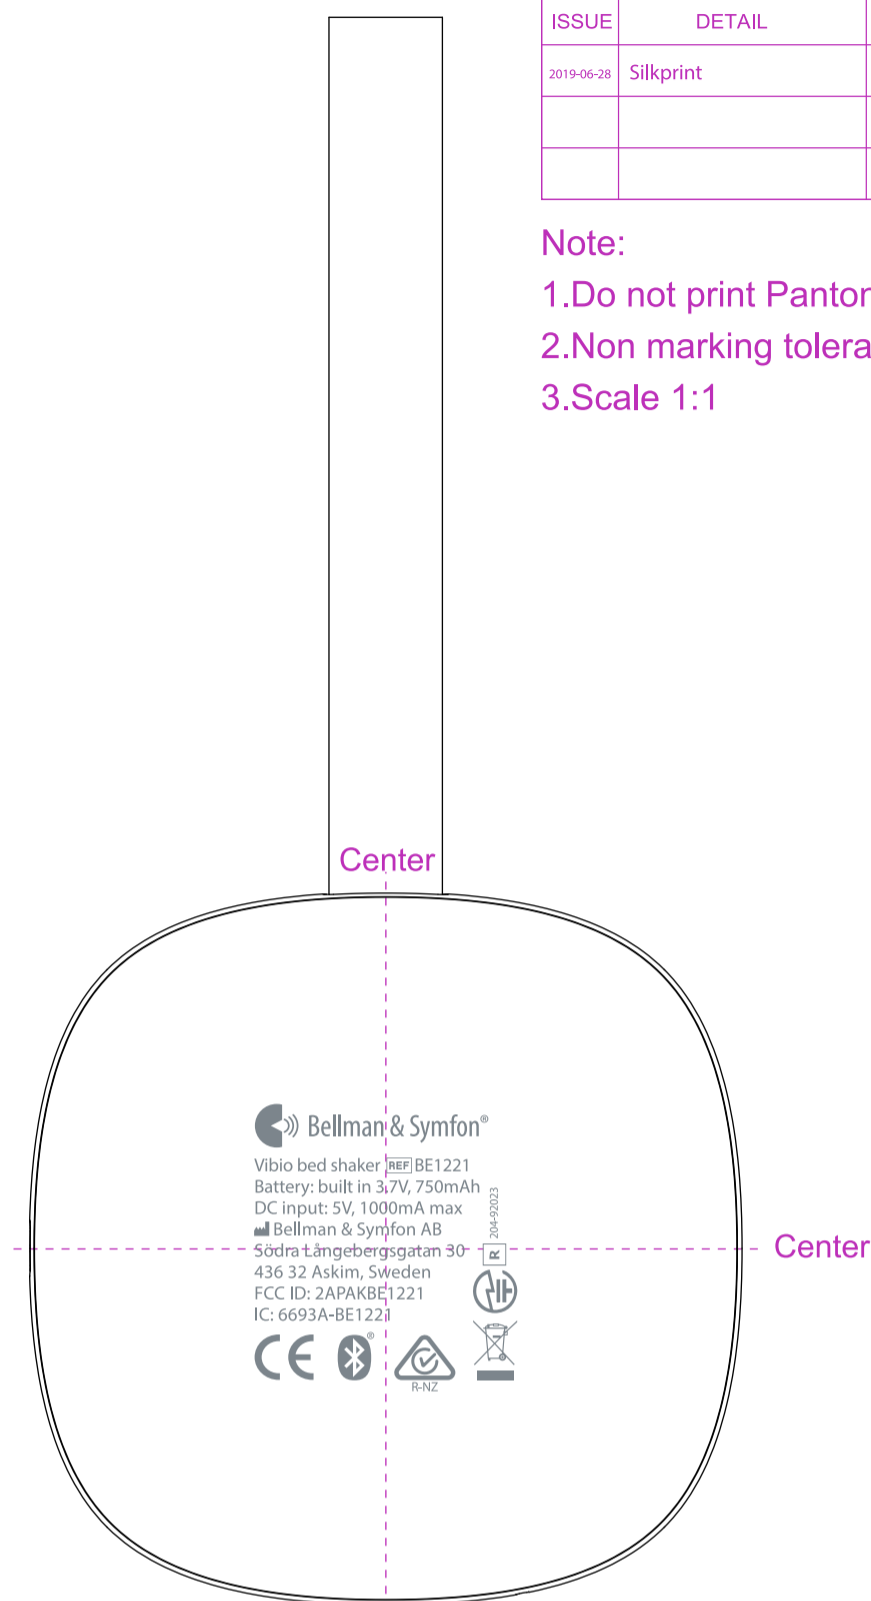 ISSUE DETAIL
2019-06-28 Silkprint
Note:
1.Do not print
2.Non marking
3.Scale 1:1
Center
Bellman & Symfon®
Vibio bed shaker REF BE1221
Battery: built in 3.7V, 750mAh
DC input: 5V, 1000mA max
Bellman & Symfon AB
Södra Långebergsgatan 30
436 32 Askim, Sweden
FCC ID: 2APAKBE1221
IC: 6693A-BE1221
R 204-92023
CE ®
R-NZ
Center